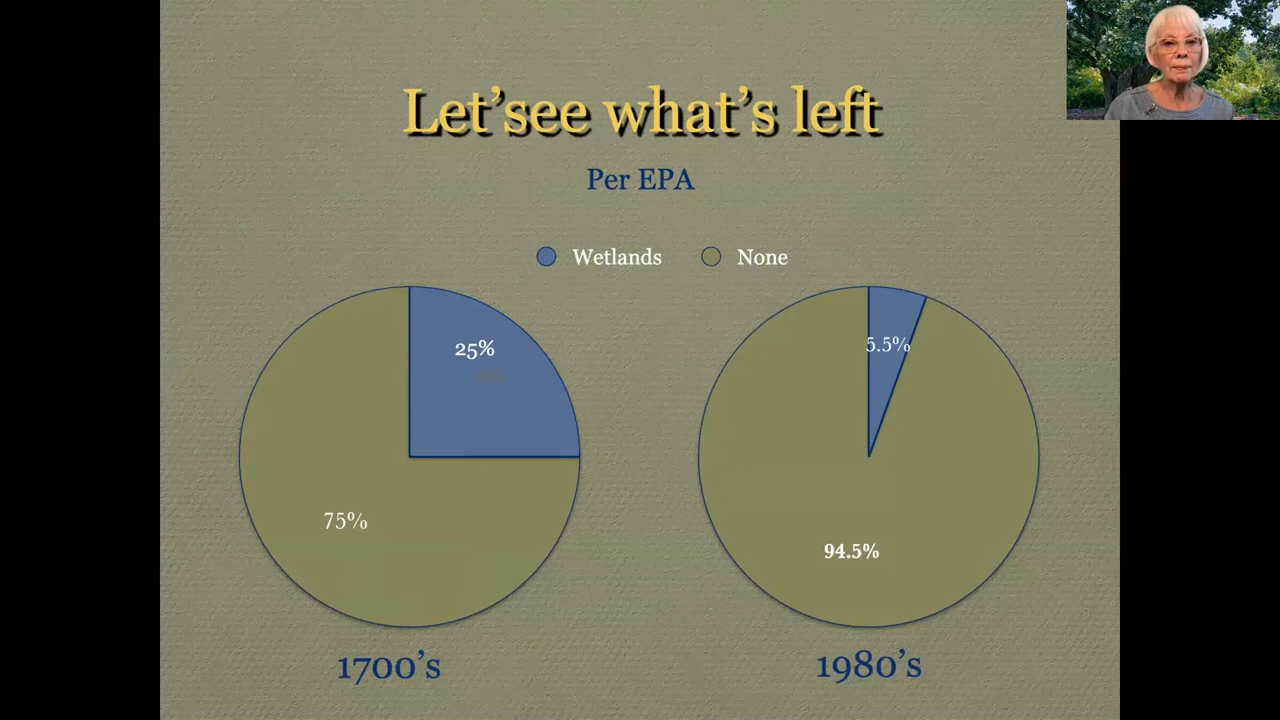 Let'see what's left
Per EPA
Wetlands None
25%
5.5%
75%
94.5%
1700's
1980's